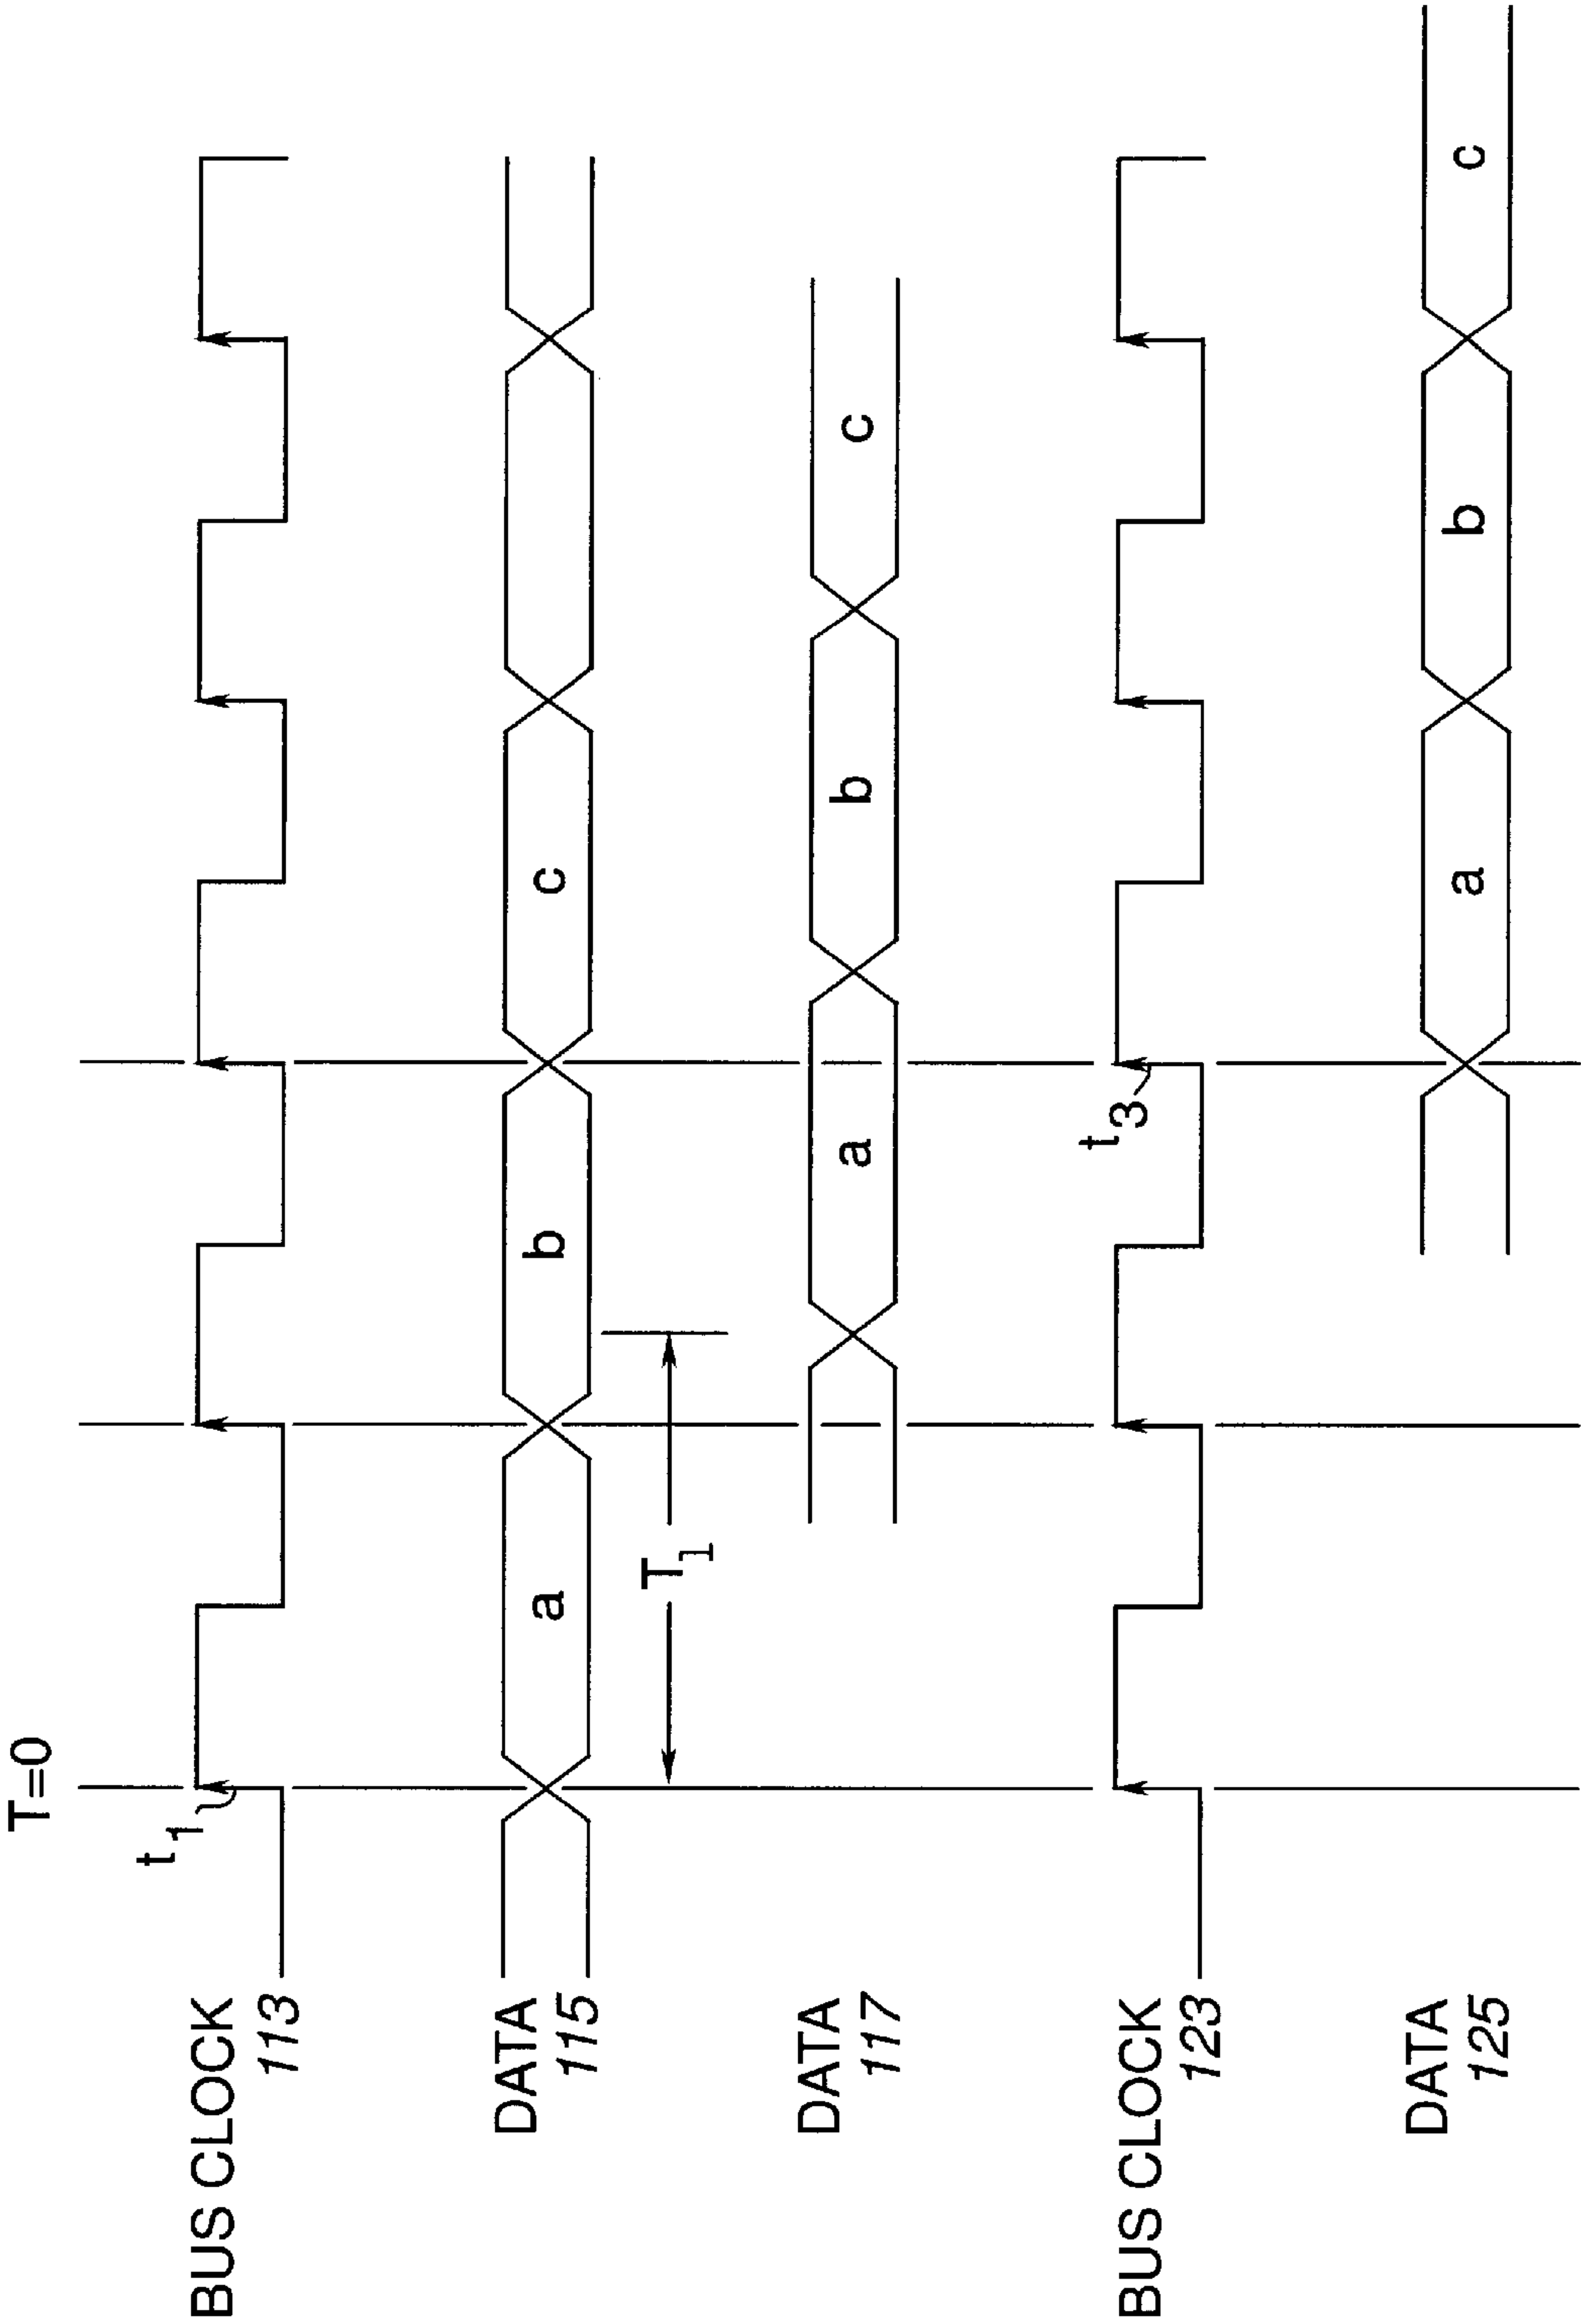 T=0
t1
BUS CLOCK
113
DATA
115
a
b
c
T1
DATA
117
a
b
c
t3
BUS CLOCK
123
DATA
125
a
b
c